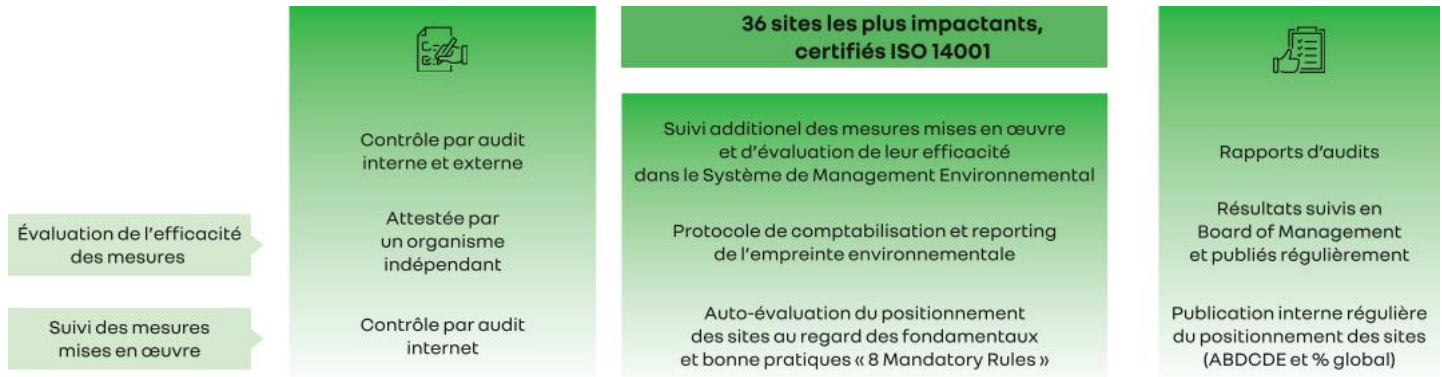 36 sites les plus impactants,
certifiés ISO 14001
Contrôle par audit
interne et externe
Suivi additionel des mesures mises en œuvre
et d’évaluation de leur efficacité
dans le Système de Management Environnemental
Rapports d’audits
Évaluation de l’efficacité
des mesures
Attestée par
un organisme
indépendant
Protocole de comptabilisation et reporting
de l’empreinte environnementale
Résultats suivis en
Board of Management
et publiés régulièrement
Suivi des mesures
mises en œuvre
Contrôle par audit
internet
Auto-évaluation du positionnement
des sites au regard des fondamentaux
et bonne pratiques « 8 Mandatory Rules »
Publication interne régulière
du positionnement des sites
(ABDCDE et % global)